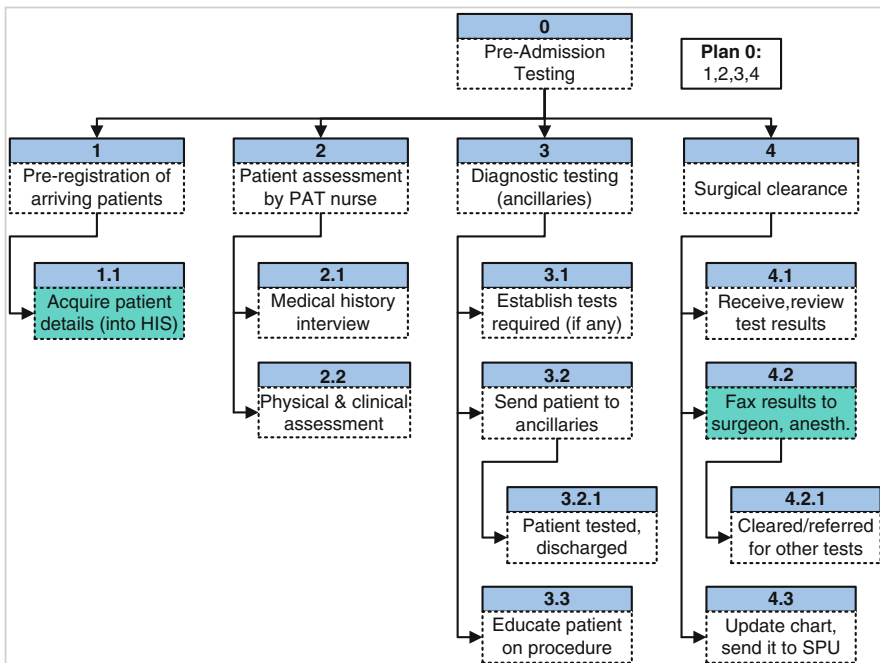 0
Pre-Admission
Testing
Plan 0:
1,2,3,4
1
Pre-registration of
arriving patients
2
Patient assessment
by PAT nurse
3
Diagnostic testing
(ancillaries)
4
Surgical clearance
1.1
Acquire patient
details (into HIS)
2.1
Medical history
interview
2.2
Physical & clinical
assessment
3.1
Establish tests
required (if any)
3.2
Send patient to
ancillaries
3.2.1
Patient tested,
discharged
3.3
Educate patient
on procedure
4.1
Receive,review
test results
4.2
Fax results to
surgeon, anesth.
4.2.1
Cleared/referred
for other tests
4.3
Update chart,
send it to SPU